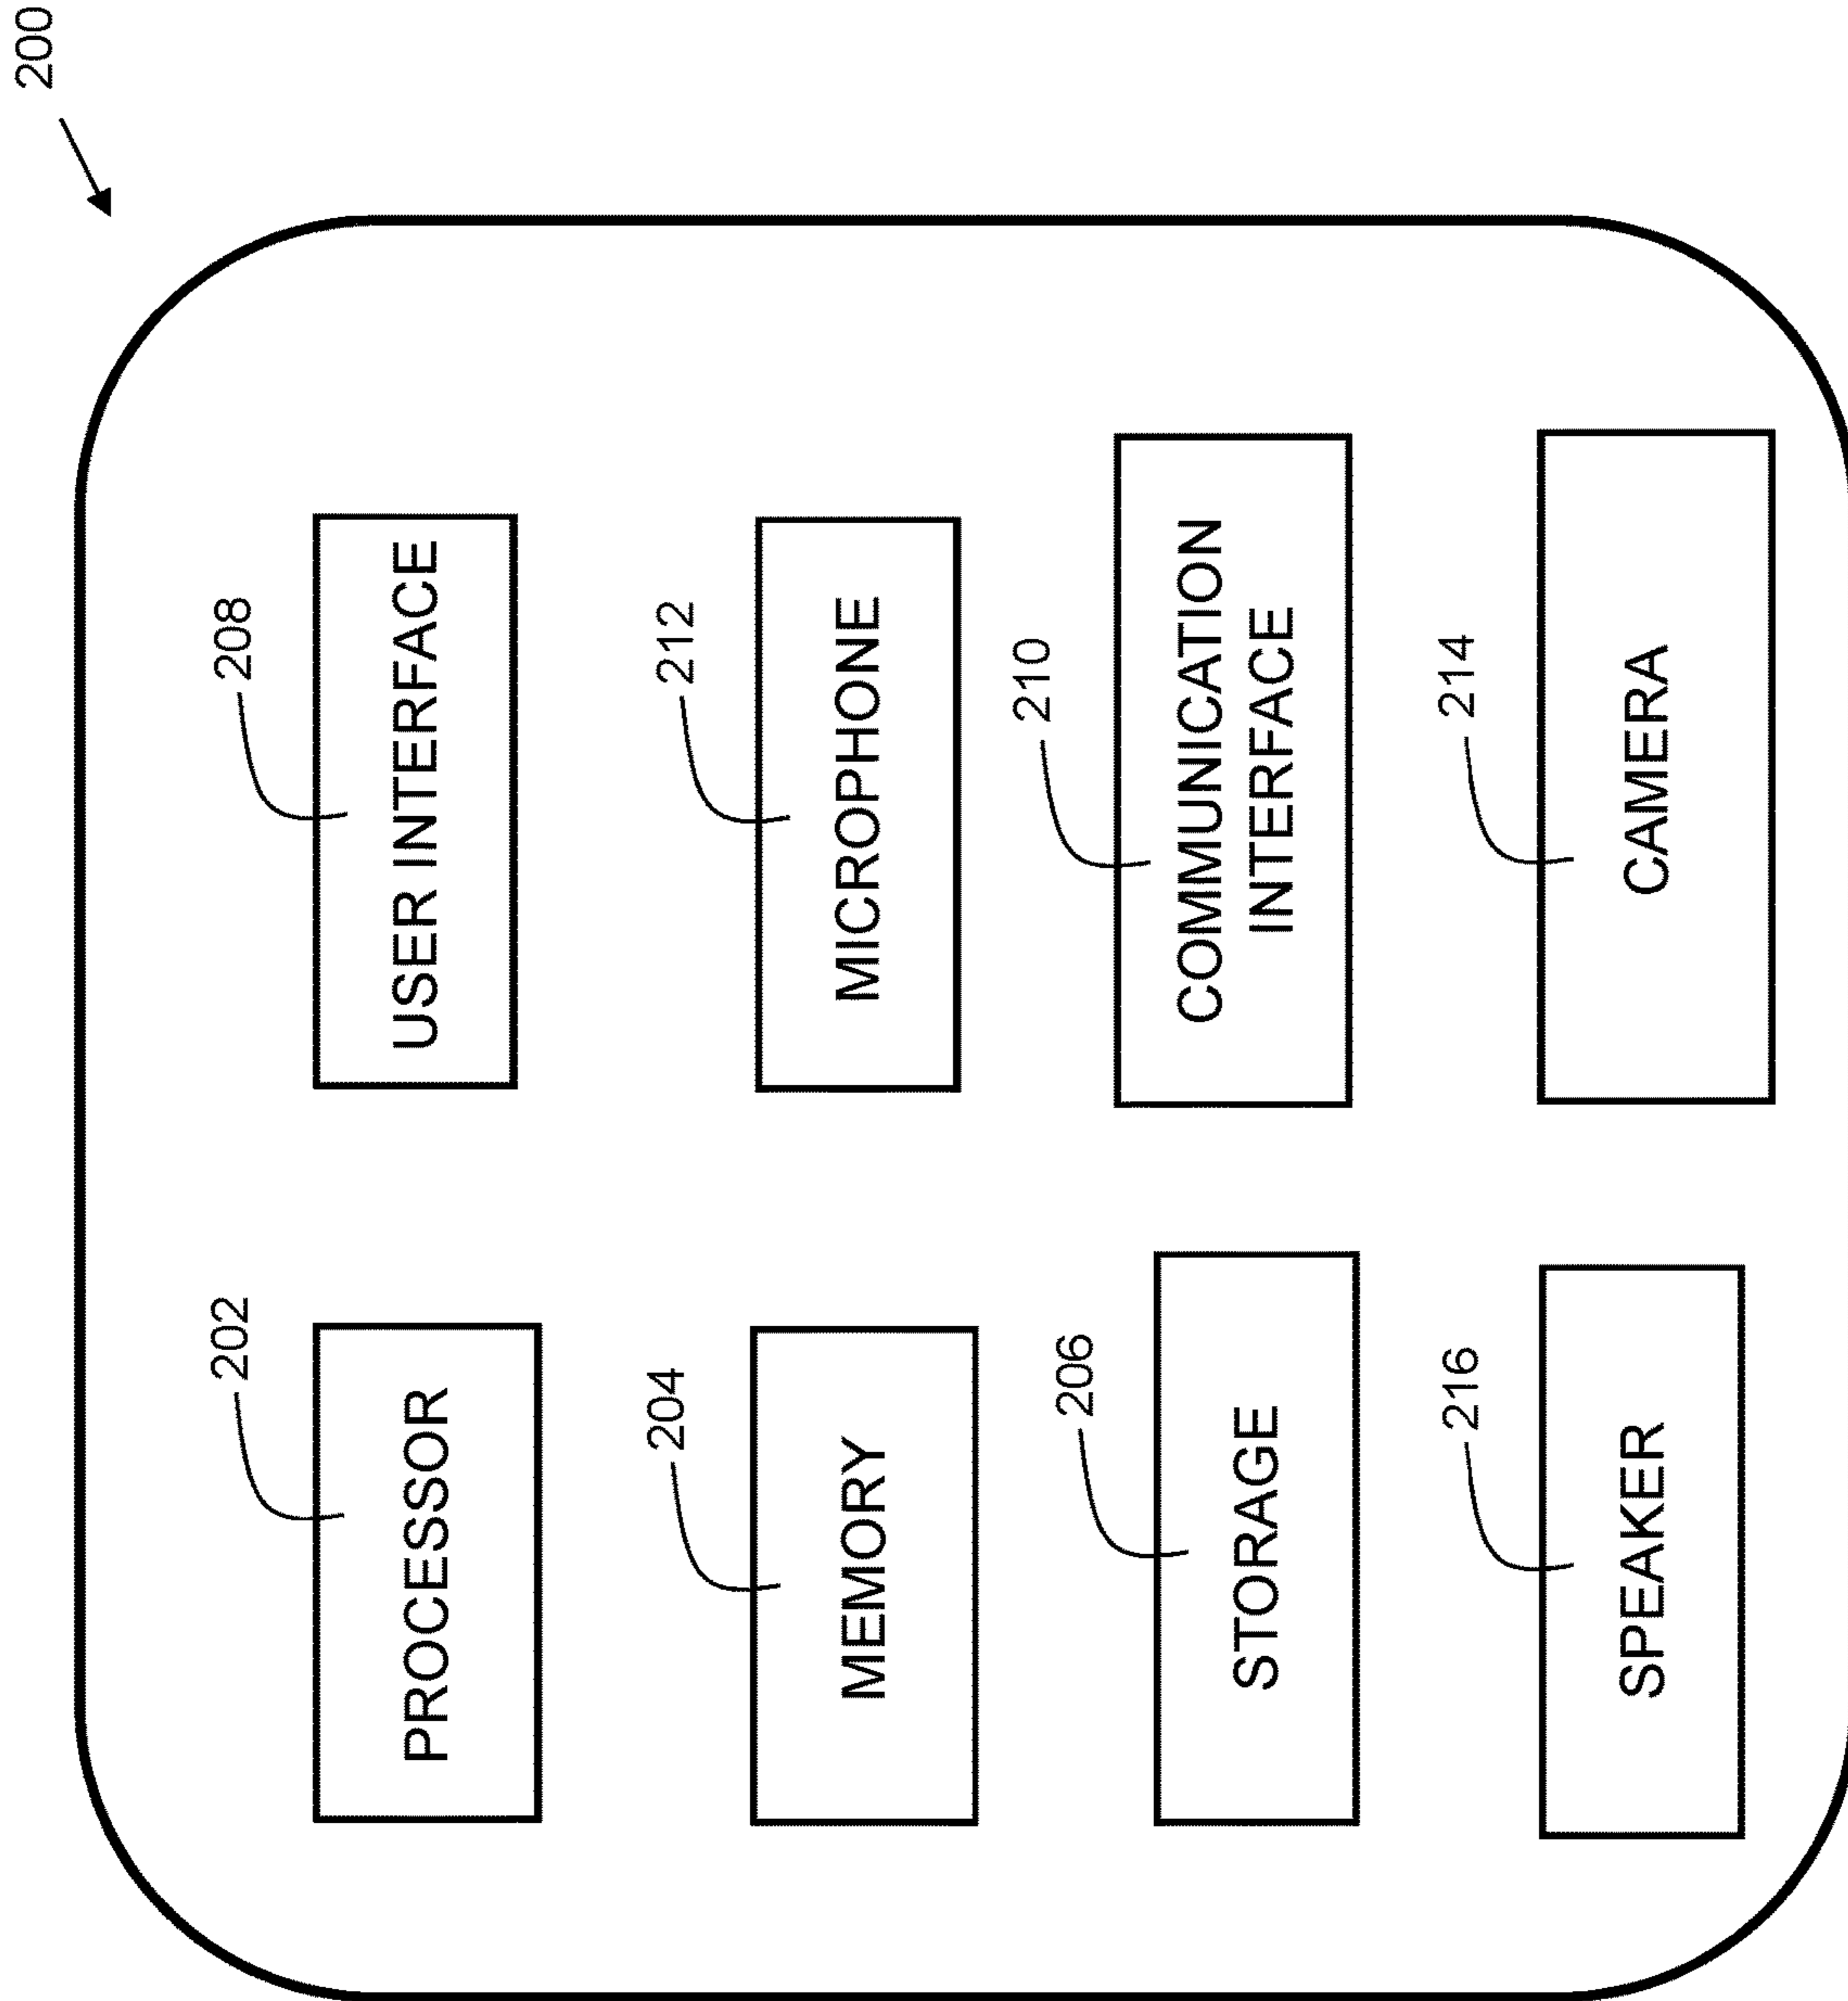 200
202
PROCESSOR
208
USER INTERFACE
204
MEMORY
212
MICROPHONE
206
STORAGE
210
COMMUNICATION
INTERFACE
216
SPEAKER
214
CAMERA